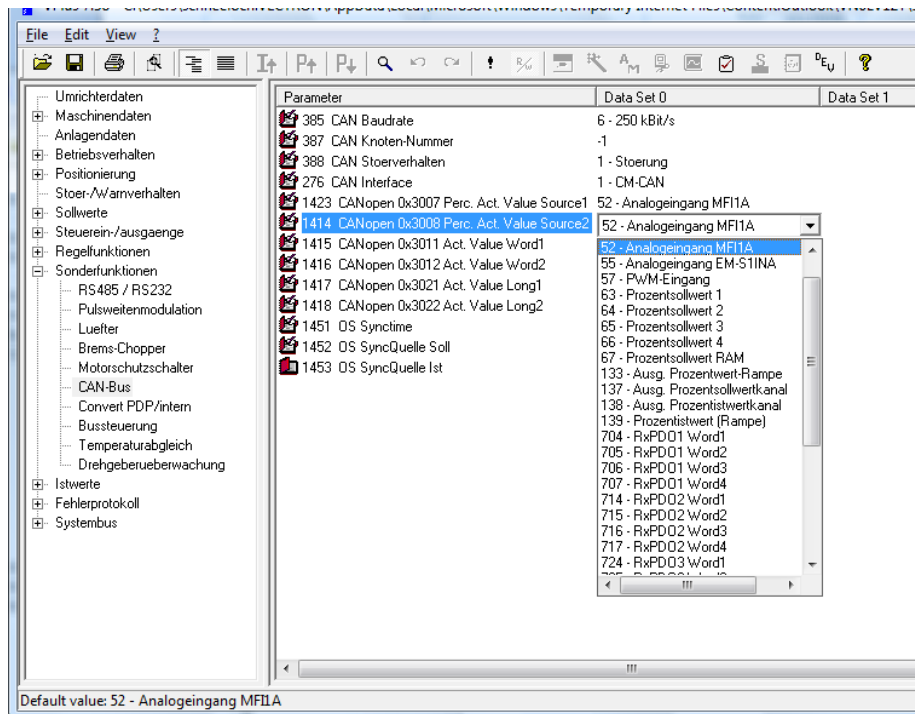 File Edit View ?
Umrichterdaten
Maschinendaten
Anlagendaten
Betriebsverhalten
Positionierung
Stoer-/Warnverhalten
Sollwerte
Steuerein-/ausgaenge
Regelfunktionen
Sonderfunktionen
RS485 / RS232
Pulsweitenmodulation
Luefter
Brems-Chopper
Motorschutzschalter
CAN-Bus
Convert PDP/intern
Bussteuerung
Temperaturabgleich
Drehgeberueberwachung
Istwerte
Fehlerprotokoll
Systembus
Parameter Data Set 0 Data Set 1
385 CAN Baudrate 6 - 250 kBit/s
387 CAN Knoten-Nummer -1
388 CAN Stoerverhalten 1 - Stoerung
276 CAN Interface 1 - CM-CAN
1423 CANopen 0x3007 Perc. Act. Value Source1 52 - Analogeingang MFI1A
1414 CANopen 0x3008 Perc. Act. Value Source2 52 - Analogeingang MFI1A
1415 CANopen 0x3011 Act. Value Word1
1416 CANopen 0x3012 Act. Value Word2
1417 CANopen 0x3021 Act. Value Long1
1418 CANopen 0x3022 Act. Value Long2
1451 OS Synctime
1452 OS SyncQuelle Soll
1453 OS SyncQuelle Ist
52 - Analogeingang MFI1A
55 - Analogeingang EM-S1INA
57 - PWM-Eingang
63 - Prozentsollwert 1
64 - Prozentsollwert 2
65 - Prozentsollwert 3
66 - Prozentsollwert 4
67 - Prozentsollwert RAM
133 - Ausg. Prozentwert-Rampe
137 - Ausg. Prozentsollwertkanal
138 - Ausg. Prozentistwertkanal
139 - Prozentistwert (Rampe)
704 - RxPDO1 Word1
705 - RxPDO1 Word2
706 - RxPDO1 Word3
707 - RxPDO1 Word4
714 - RxPDO2 Word1
715 - RxPDO2 Word2
716 - RxPDO2 Word3
717 - RxPDO2 Word4
724 - RxPDO3 Word1
Default value: 52 - Analogeingang MFI1A